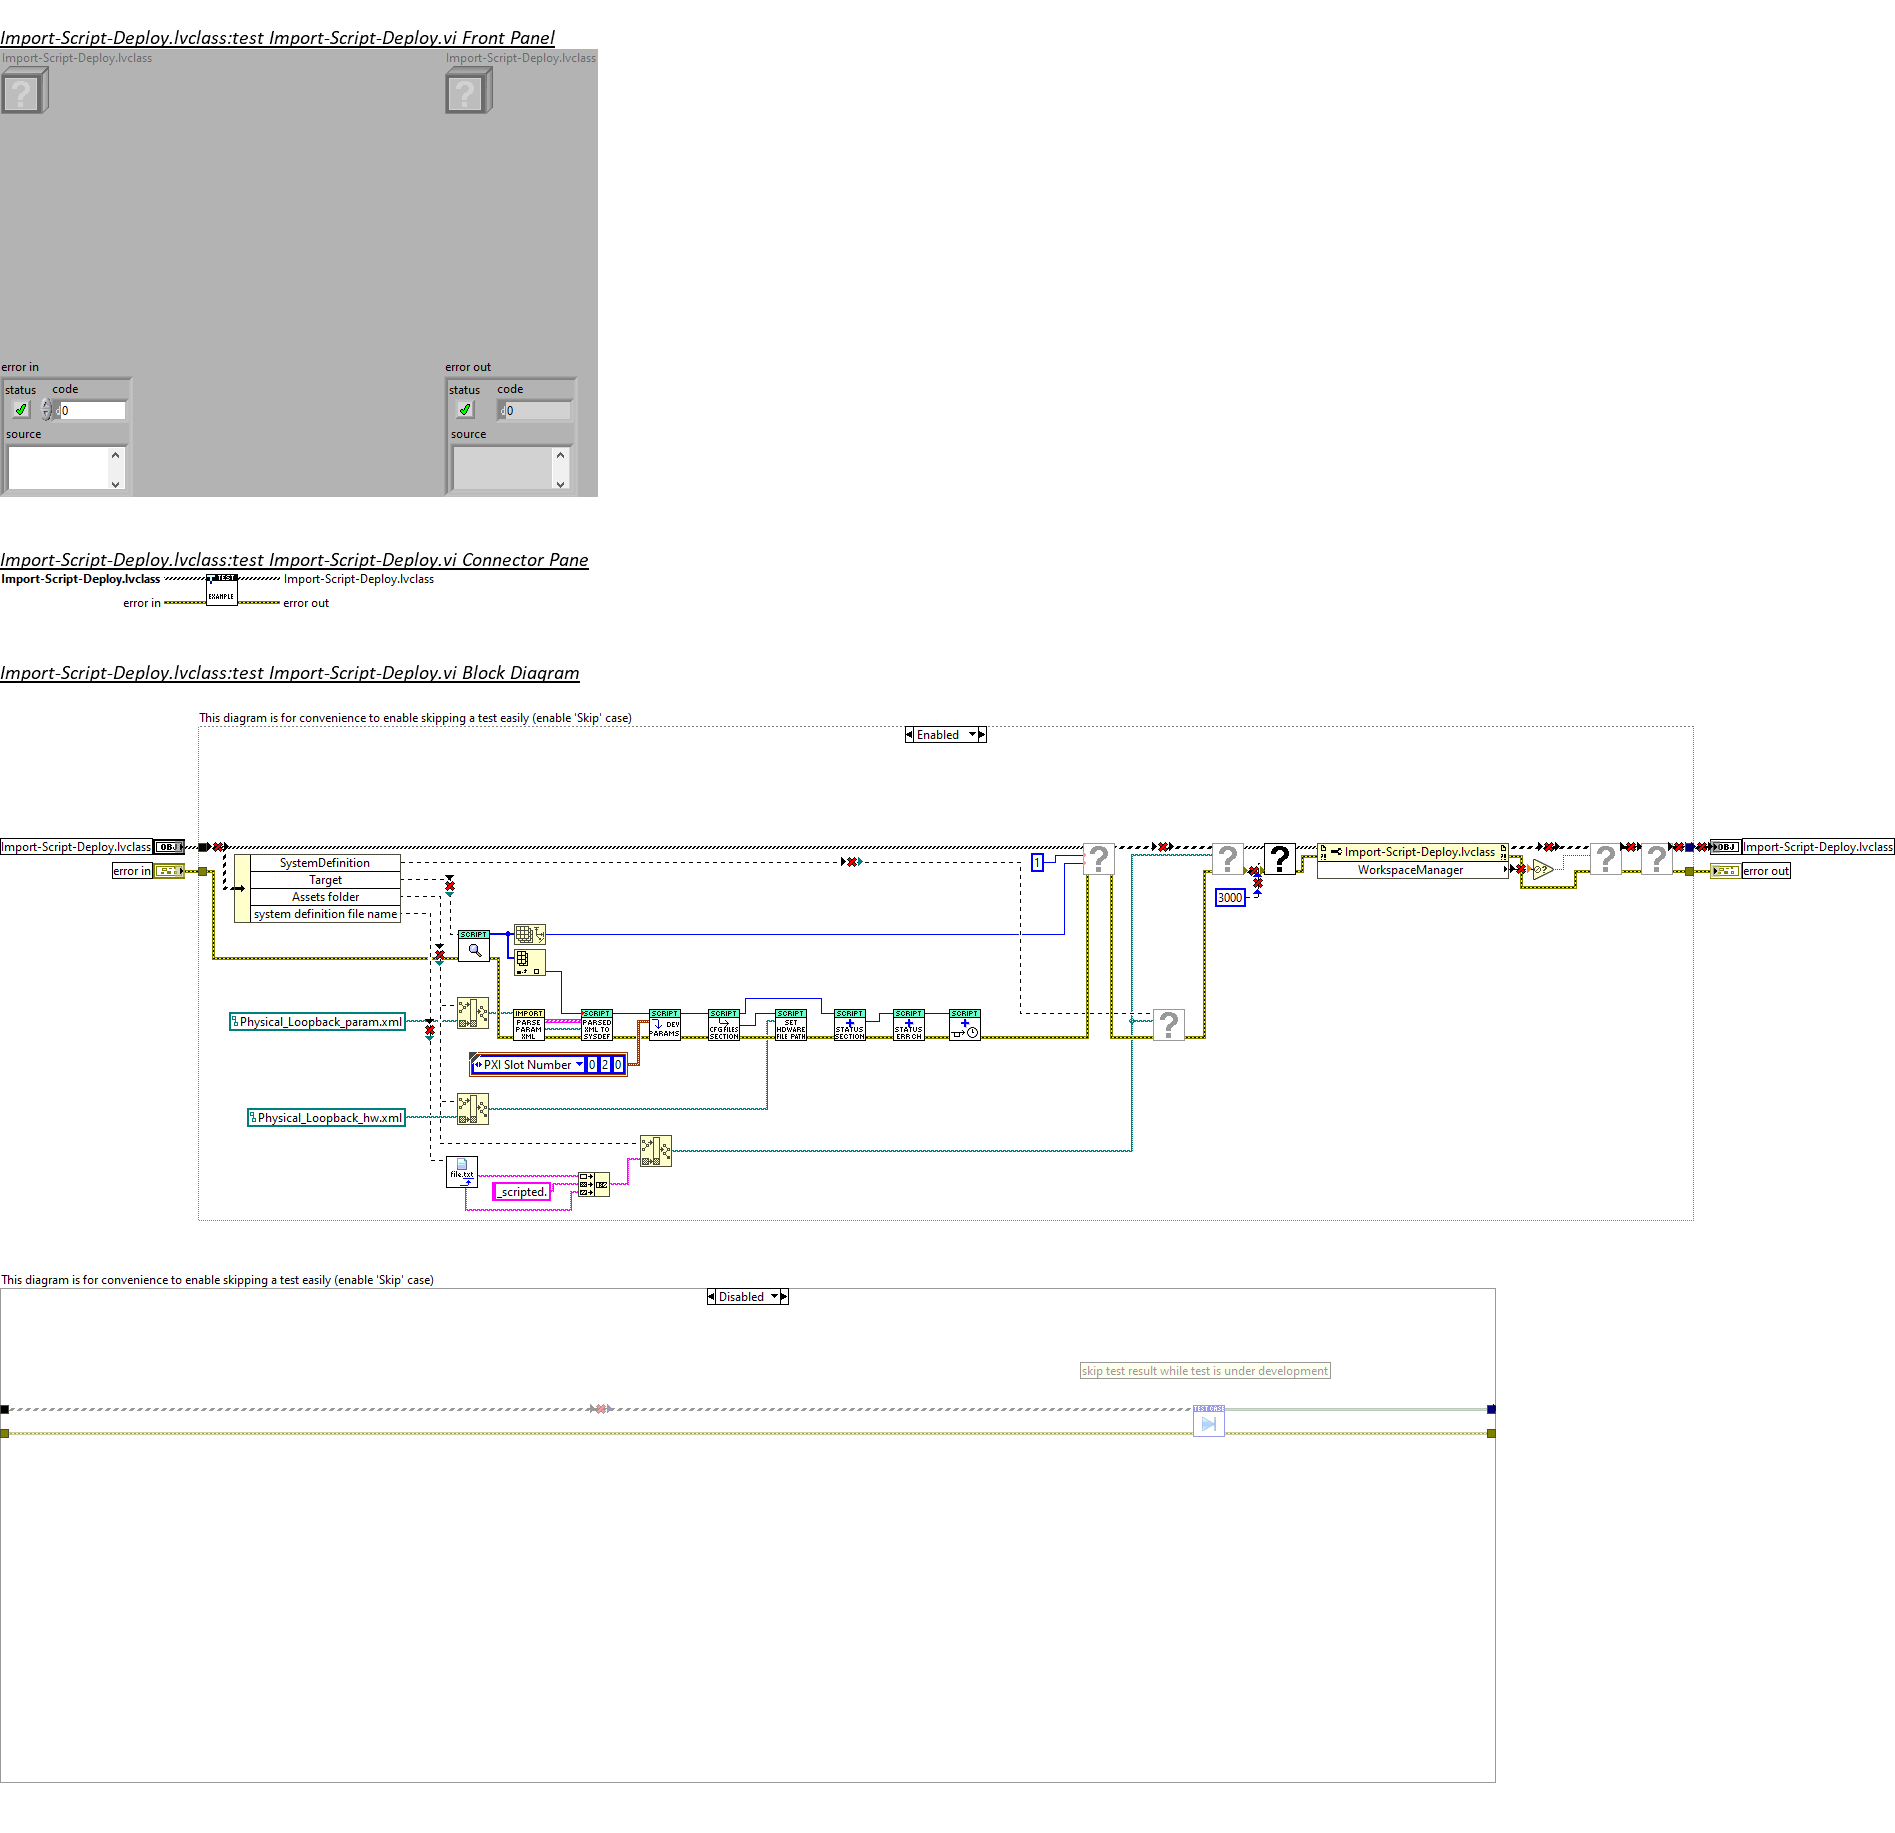 Import-Script-Deploy.lvclass:test Import-Script-Deploy.vi Front Panel
Import-Script-Deploy.lvclass
Import-Script-Deploy.lvclass
?
?
error in
error out
status
code
status
code
d
0
d
0
source
source
Import-Script-Deploy.lvclass:test Import-Script-Deploy.vi Connector Pane
Import-Script-Deploy.lvclass
TEST
Import-Script-Deploy.lvclass
EXAMPLE
error in
error out
Import-Script-Deploy.lvclass:test Import-Script-Deploy.vi Block Diagram
This diagram is for convenience to enable skipping a test easily (enable 'Skip' case)
Enabled
Import-Script-Deploy.lvclass
OBJ
error in
SystemDefinition
Target
Assets folder
system definition file name
1
?
?
?
Import-Script-Deploy.lvclass
WorkspaceManager
?
?
?
OBJ
Import-Script-Deploy.lvclass
error out
3000
SCRIPT
Physical_Loopback_param.xml
IMPORT
PARSE
PARAM
XML
SCRIPT
PARSED
XML TO
SYSDEF
SCRIPT
DEV
PARAMS
SCRIPT
CFG FILES
SECTION
SCRIPT
SET
HDWARE
FILE PATH
SCRIPT
STATUS
SECTION
SCRIPT
STATUS
ERR CH
SCRIPT
?
PXI Slot Number
0
2
0
Physical_Loopback_hw.xml
file.txt
_scripted.
This diagram is for convenience to enable skipping a test easily (enable 'Skip' case)
Disabled
skip test result while test is under development
TEST CASE